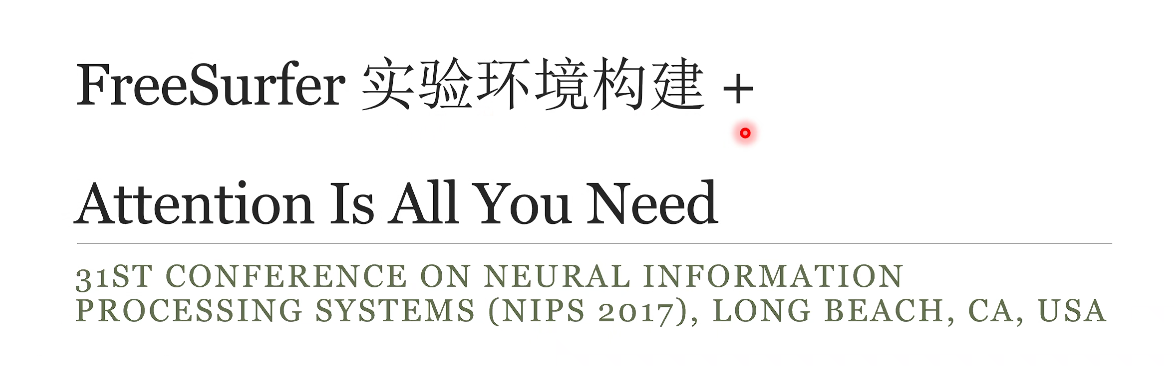 FreeSurfer 实验环境构建 +
Attention Is All You Need
31ST CONFERENCE ON NEURAL INFORMATION
PROCESSING SYSTEMS (NIPS 2017), LONG BEACH, CA, USA